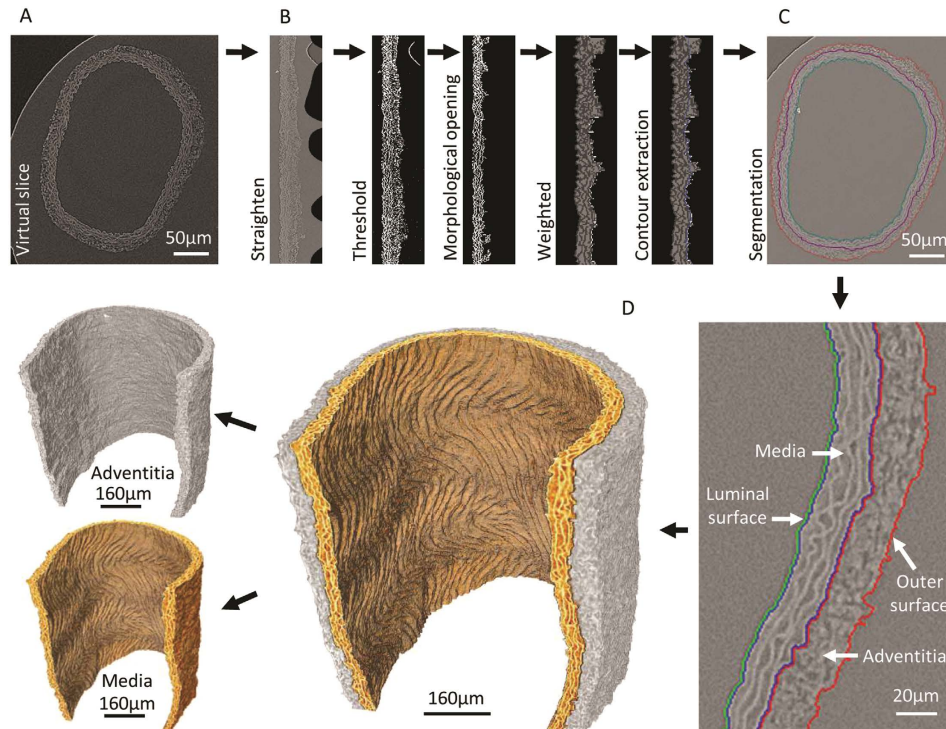 A
B
C
Virtual slice
50µm
Straighten
Threshold
Morphological opening
Weighted
Contour extraction
Segmentation
50µm
D
Adventitia
160µm
Media
160µm
160µm
Media
Luminal
surface
Outer
surface
Adventitia
20µm